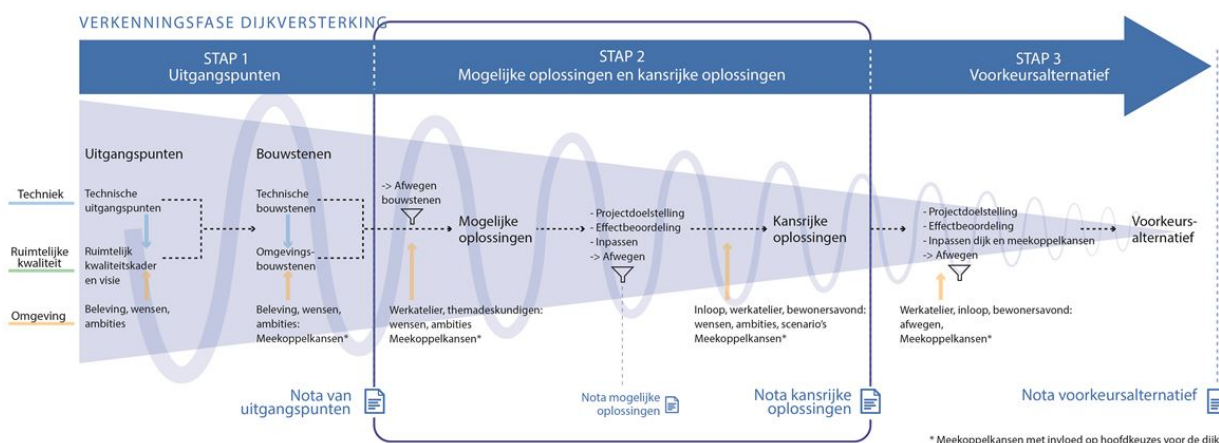 VERKENNINGSFASE DIJKVERSTERKING
STAP 1
Uitgangspunten
STAP 2
Mogelijke oplossingen en kansrijke oplossingen
STAP 3
Voorkeursalternatief
Uitgangspunten
Bouwstenen
Techniek
Ruimtelijke
kwaliteit
Omgeving
Technische
uitgangspunten
Ruimtelijk
kwaliteitskader
en visie
Beleving, wensen,
ambities
Technische
bouwstenen
Omgevings-
bouwstenen
Beleving, wensen,
ambities:
Meekoppelkansen*
-> Afwegen
bouwstenen
Mogelijke
oplossingen
Werkatelier, themadeskundigen:
wensen, ambities
Meekoppelkansen*
- Projectdoelstelling
- Effectbeoordeling
- Inpassen
-> Afwegen
Kansrijke
oplossingen
Inloop, werkatelier, bewonersavond:
wensen, ambities, scenario's
Meekoppelkansen*
- Projectdoelstelling
- Effectbeoordeling
- Inpassen dijk en meekoppelkansen
-> Afwegen
Werkatelier, inloop, bewonersavond:
afwegen,
Meekoppelkansen*
Voorkeurs-
alternatief
Nota van
uitgangspunten
Nota mogelijke
oplossingen
Nota kansrijke
oplossingen
Nota voorkeursalternatief
* Meekoppelkansen met invloed op hoofdkeuzes voor de dijk